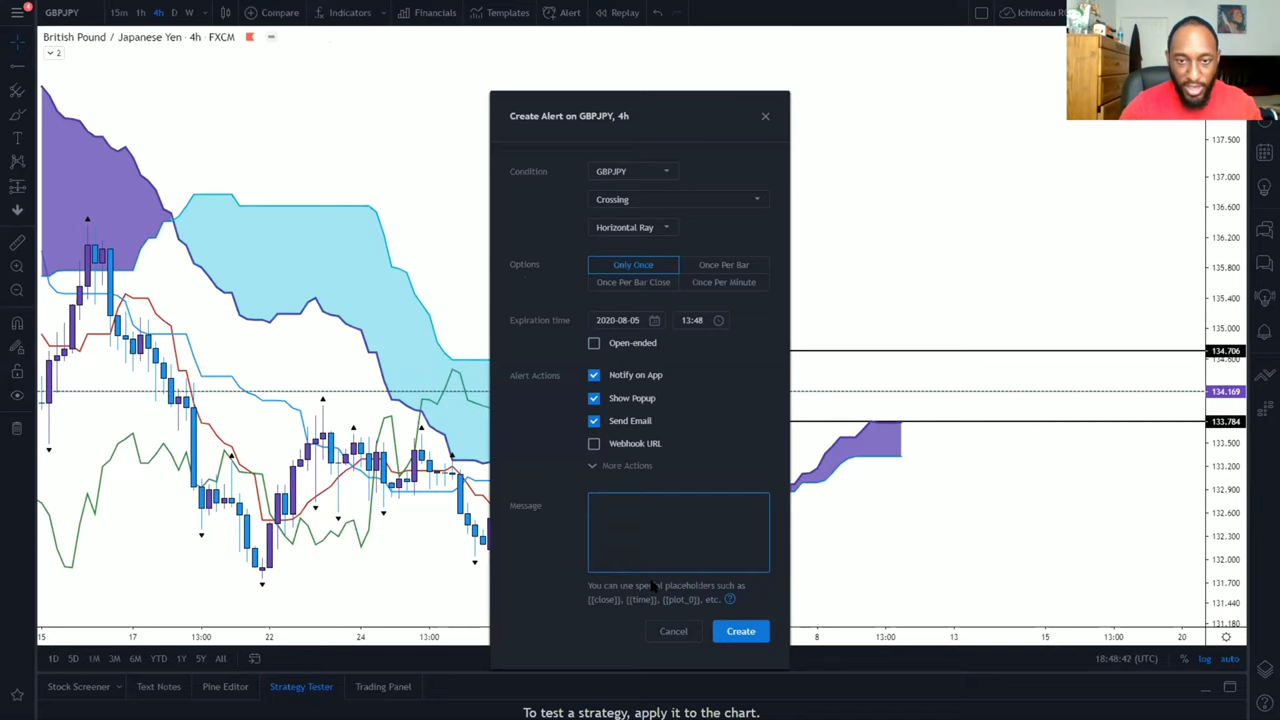 GBPJPY 15m 1h 4h D W Compare Indicators Financials Templates Alert Replay
British Pound / Japanese Yen · 4h · FXCM
2
Create Alert on GBPJPY, 4h
Condition GBPJPY
Crossing
Horizontal Ray
Options Only Once Once Per Bar
Once Per Bar Close Once Per Minute
Expiration time 2020-08-05 13:48
Open-ended
Alert Actions Notify on App
Show Popup
Send Email
Webhook URL
More Actions
Message
You can use special placeholders such as
{{close}}, {{time}}, {{plot_0}}, etc.
Cancel Create
137.500
137.000
136.600
136.200
135.800
135.400
135.000
134.706
134.600
134.169
133.784
133.500
133.200
132.900
132.600
132.300
132.000
131.700
131.440
131.180
15 17 13:00 22 24 13:00 8 13:00 13 15 13:00 20
1D 5D 1M 3M 6M YTD 1Y 5Y All 18:48:42 (UTC) % log auto
Stock Screener Text Notes Pine Editor Strategy Tester Trading Panel
To test a strategy, apply it to the chart.